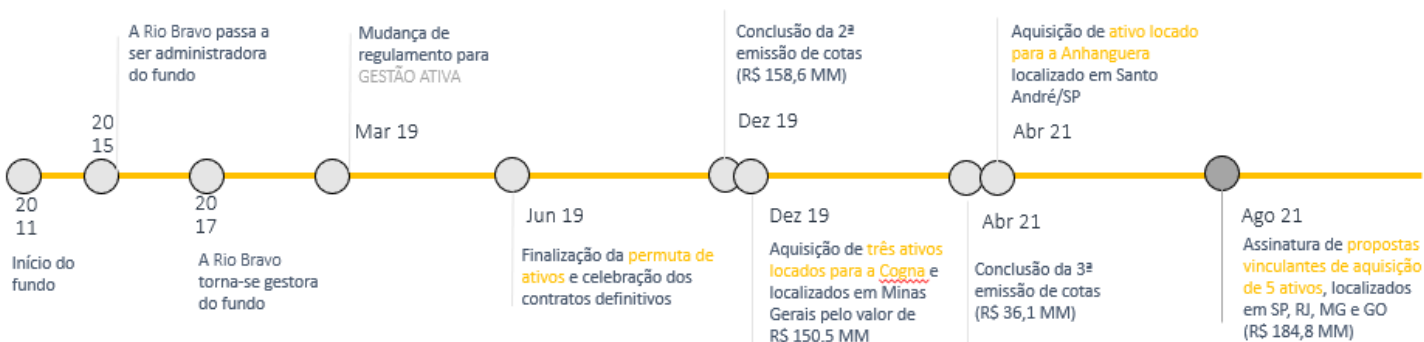 20
11
Início do
fundo
20
15
A Rio Bravo passa a
ser administradora
do fundo
20
17
A Rio Bravo
torna-se gestora
do fundo
Mar 19
Mudança de
regulamento para
GESTÃO ATIVA
Jun 19
Finalização da permuta de
ativos e celebração dos
contratos definitivos
Conclusão da 2ª
emissão de cotas
(R$ 158,6 MM)
Dez 19
Dez 19
Aquisição de três ativos
locados para a Cogna e
localizados em Minas
Gerais pelo valor de
R$ 150,5 MM
Abr 21
Conclusão da 3ª
emissão de cotas
(R$ 36,1 MM)
Aquisição de ativo locado
para a Anhanguera
localizado em Santo
André/SP
Abr 21
Ago 21
Assinatura de propostas
vinculantes de aquisição
de 5 ativos, localizados
em SP, RJ, MG e GO
(R$ 184,8 MM)